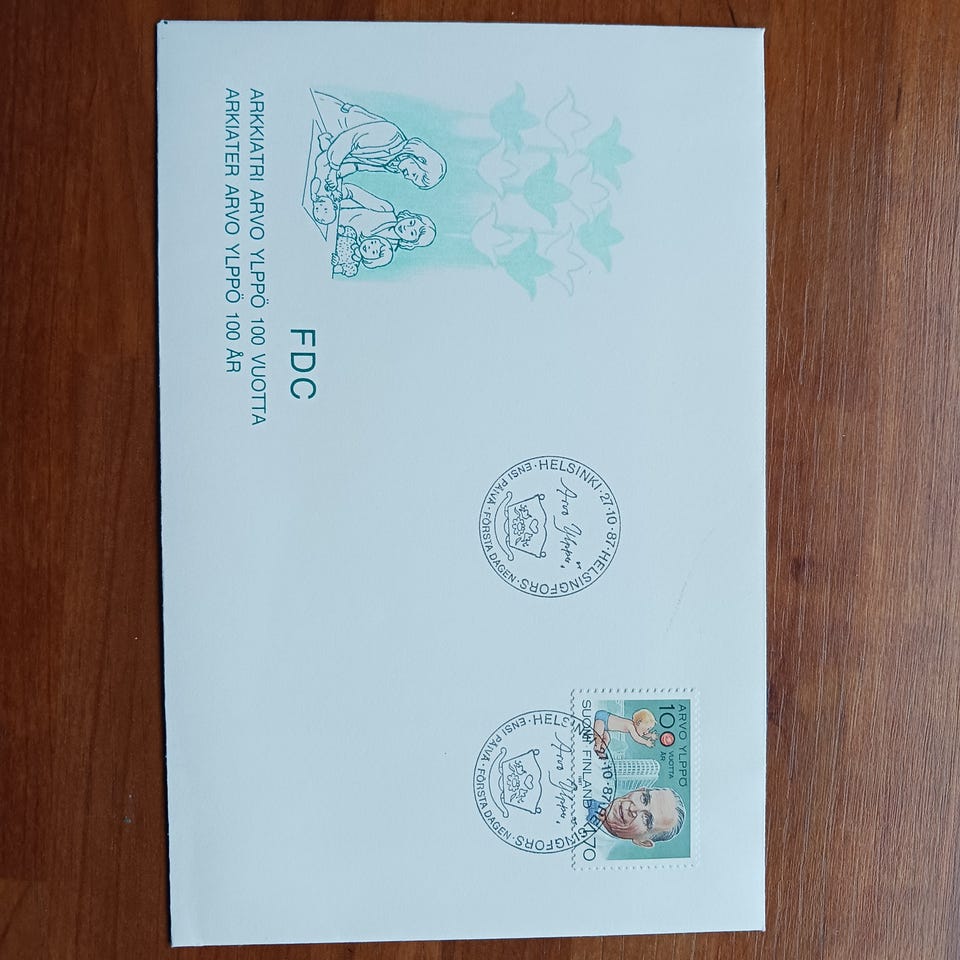 ARVO YLPPÖ
100 VUOTTA
ÅR
SUOMI FINLAND 1,70
HELSINKI · 27.10.87 · HELSINGFORS
Arvo Ylppö
ENSI PÄIVÄ · FÖRSTA DAGEN
HELSINKI · 27.10.87 · HELSINGFORS
Arvo Ylppö
ENSI PÄIVÄ · FÖRSTA DAGEN
FDC
ARKKIATRI ARVO YLPPÖ 100 VUOTTA
ARKIATER ARVO YLPPÖ 100 ÅR